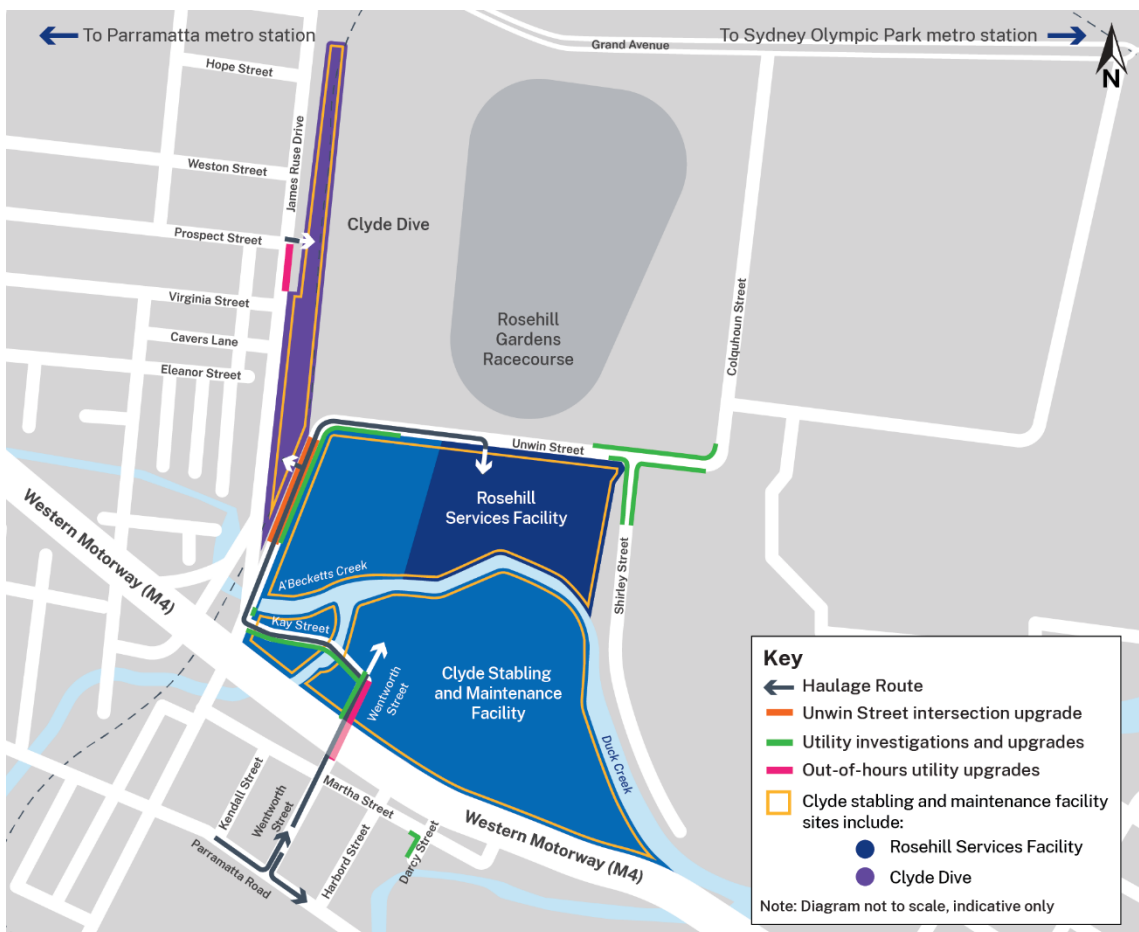 To Parramatta metro station
To Sydney Olympic Park metro station
Grand Avenue
N
Hope Street
James Ruse Drive
Weston Street
Clyde Dive
Prospect Street
Virginia Street
Cavers Lane
Eleanor Street
Rosehill
Gardens
Racecourse
Colquhoun Street
Unwin Street
Rosehill
Services Facility
Western Motorway (M4)
A'Becketts Creek
Kay Street
Shirley Street
Wentworth
Street
Clyde Stabling
and Maintenance
Facility
Duck Creek
Kendall Street
Wentworth
Street
Martha Street
Harbord Street
Darcy Street
Parramatta Road
Western Motorway (M4)
Key
Haulage Route
Unwin Street intersection upgrade
Utility investigations and upgrades
Out-of-hours utility upgrades
Clyde stabling and maintenance facility
sites include:
Rosehill Services Facility
Clyde Dive
Note: Diagram not to scale, indicative only